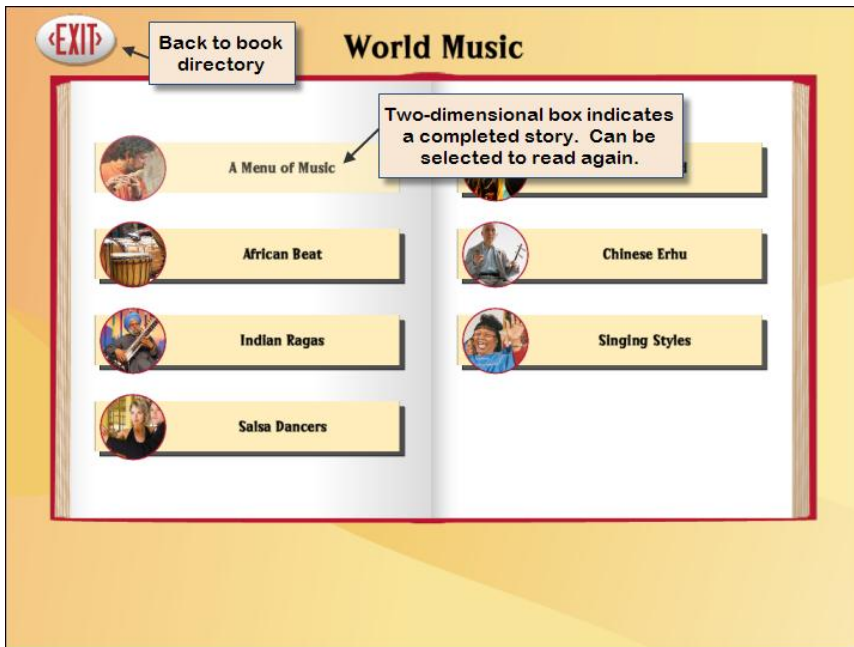 ‹EXIT›
Back to book
directory
World Music
Two-dimensional box indicates
a completed story. Can be
selected to read again.
A Menu of Music
African Beat
Indian Ragas
Salsa Dancers
Chinese Erhu
Singing Styles